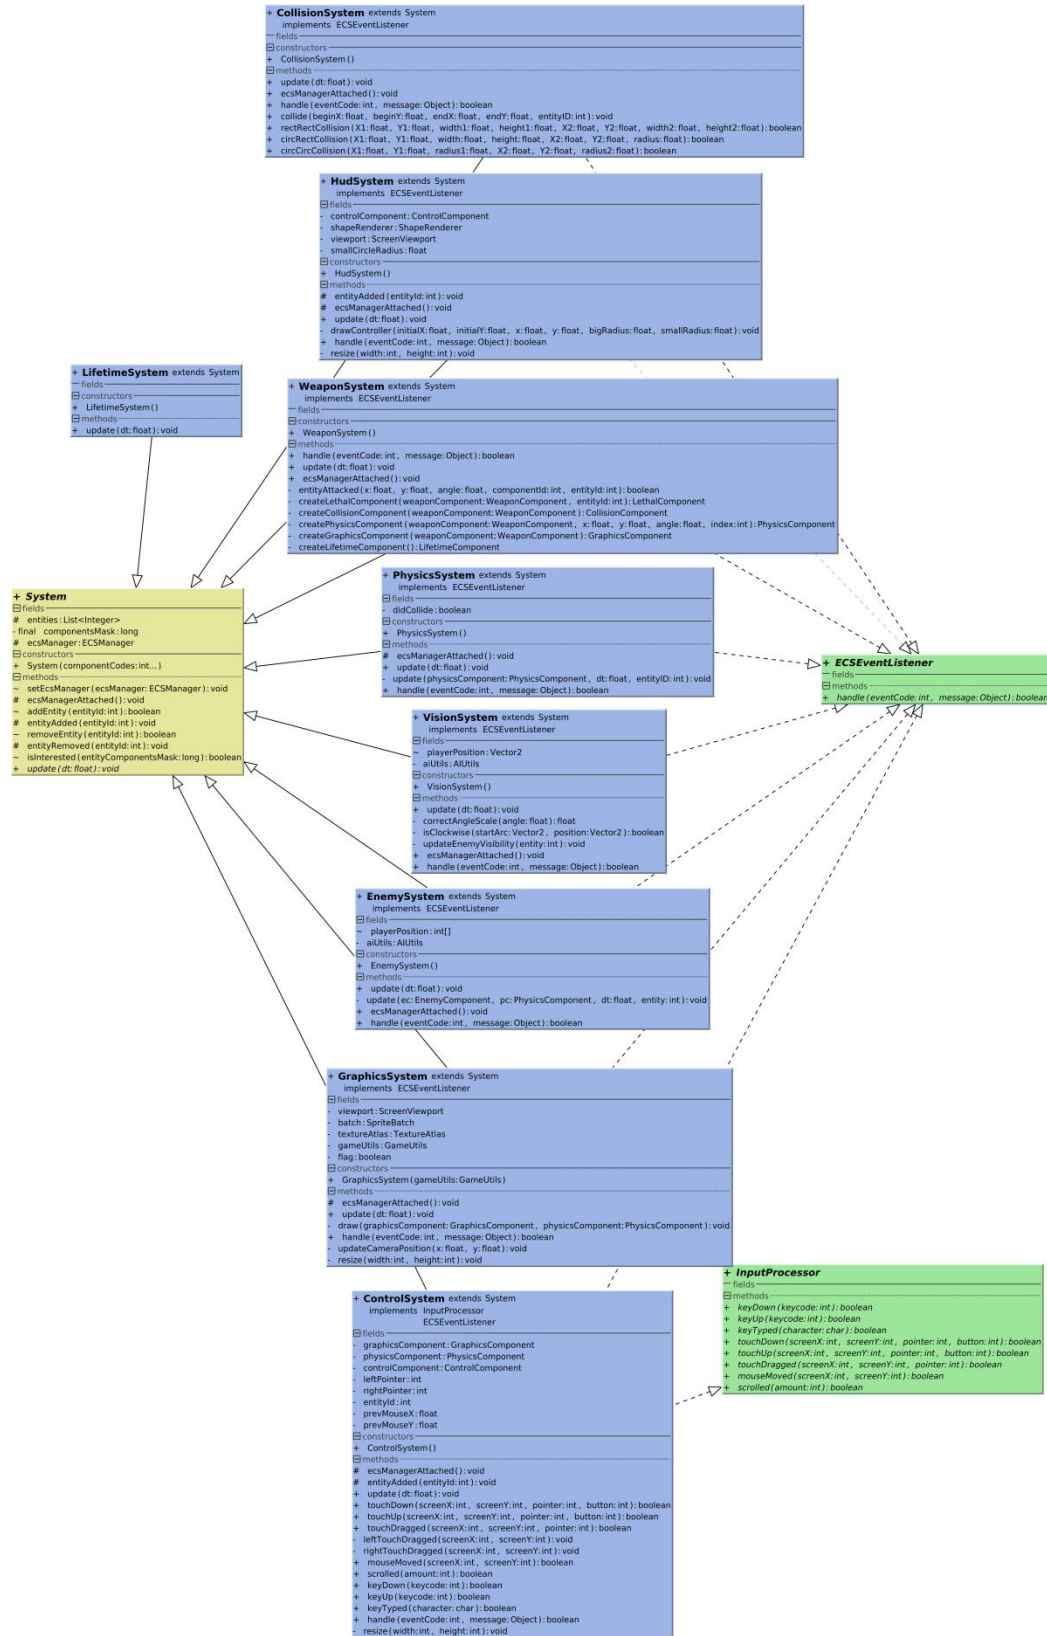 + CollisionSystem extends System
implements ECSEventListener
fields
constructors
+ CollisionSystem()
methods
+ update(dt:float):void
+ ecsManagerAttached():void
+ handle(eventCode:int, message:Object):boolean
+ collide(beginX:float, beginY:float, endX:float, endY:float, entityID:int):void
+ rectRectCollision(X1:float, Y1:float, width1:float, height1:float, X2:float, Y2:float, width2:float, height2:float):boolean
+ circRectCollision(X1:float, Y1:float, width:float, height:float, X2:float, Y2:float, radius:float):boolean
+ circCircCollision(X1:float, Y1:float, radius1:float, X2:float, Y2:float, radius2:float):boolean
+ HudSystem extends System
implements ECSEventListener
fields
- controlComponent:ControlComponent
- shapeRenderer:ShapeRenderer
- viewport:ScreenViewport
- smallCircleRadius:float
constructors
+ HudSystem()
methods
# entityAdded(entityId:int):void
# ecsManagerAttached():void
+ update(dt:float):void
- drawController(initialX:float, initialY:float, x:float, y:float, bigRadius:float, smallRadius:float):void
+ handle(eventCode:int, message:Object):boolean
- resize(width:int, height:int):void
+ LifetimeSystem extends System
fields
constructors
+ LifetimeSystem()
methods
+ update(dt:float):void
+ WeaponSystem extends System
implements ECSEventListener
fields
constructors
+ WeaponSystem()
methods
+ handle(eventCode:int, message:Object):boolean
+ update(dt:float):void
+ ecsManagerAttached():void
- entityAttacked(x:float, y:float, angle:float, componentId:int, entityId:int):boolean
- createLethalComponent(weaponComponent:WeaponComponent, entityId:int):LethalComponent
- createCollisionComponent(weaponComponent:WeaponComponent):CollisionComponent
- createPhysicsComponent(weaponComponent:WeaponComponent, x:float, y:float, angle:float, index:int):PhysicsComponent
- createGraphicsComponent(weaponComponent:WeaponComponent):GraphicsComponent
- createLifetimeComponent():LifetimeComponent
+ System
fields
# entities:List<Integer>
- final componentsMask:long
# ecsManager:ECSManager
constructors
+ System(componentCodes:int...)
methods
~ setEcsManager(ecsManager:ECSManager):void
# ecsManagerAttached():void
~ addEntity(entityId:int):boolean
# entityAdded(entityId:int):void
~ removeEntity(entityId:int):boolean
# entityRemoved(entityId:int):void
~ isInterested(entityComponentsMask:long):boolean
+ update(dt:float):void
+ PhysicsSystem extends System
implements ECSEventListener
fields
- didCollide:boolean
constructors
+ PhysicsSystem()
methods
# ecsManagerAttached():void
+ update(dt:float):void
- update(physicsComponent:PhysicsComponent, dt:float, entityID:int):void
+ handle(eventCode:int, message:Object):boolean
+ ECSEventListener
fields
methods
+ handle(eventCode:int, message:Object):boolean
+ VisionSystem extends System
implements ECSEventListener
fields
~ playerPosition:Vector2
- aiUtils:AIUtils
constructors
+ VisionSystem()
methods
+ update(dt:float):void
- correctAngleScale(angle:float):float
- isClockwise(startArc:Vector2, position:Vector2):boolean
- updateEnemyVisibility(entity:int):void
+ ecsManagerAttached():void
+ handle(eventCode:int, message:Object):boolean
+ EnemySystem extends System
implements ECSEventListener
fields
~ playerPosition:int[]
- aiUtils:AIUtils
constructors
+ EnemySystem()
methods
+ update(dt:float):void
- update(ec:EnemyComponent, pc:PhysicsComponent, dt:float, entity:int):void
+ ecsManagerAttached():void
+ handle(eventCode:int, message:Object):boolean
+ GraphicsSystem extends System
implements ECSEventListener
fields
- viewport:ScreenViewport
- batch:SpriteBatch
- textureAtlas:TextureAtlas
- gameUtils:GameUtils
- flag:boolean
constructors
+ GraphicsSystem(gameUtils:GameUtils)
methods
# ecsManagerAttached():void
+ update(dt:float):void
- draw(graphicsComponent:GraphicsComponent, physicsComponent:PhysicsComponent):void
+ handle(eventCode:int, message:Object):boolean
- updateCameraPosition(x:float, y:float):void
- resize(width:int, height:int):void
+ InputProcessor
fields
methods
+ keyDown(keycode:int):boolean
+ keyUp(keycode:int):boolean
+ keyTyped(character:char):boolean
+ touchDown(screenX:int, screenY:int, pointer:int, button:int):boolean
+ touchUp(screenX:int, screenY:int, pointer:int, button:int):boolean
+ touchDragged(screenX:int, screenY:int, pointer:int):boolean
+ mouseMoved(screenX:int, screenY:int):boolean
+ scrolled(amount:int):boolean
+ ControlSystem extends System
implements InputProcessor
ECSEventListener
fields
- graphicsComponent:GraphicsComponent
- physicsComponent:PhysicsComponent
- controlComponent:ControlComponent
- leftPointer:int
- rightPointer:int
- entityId:int
- prevMouseX:float
- prevMouseY:float
constructors
+ ControlSystem()
methods
# ecsManagerAttached():void
# entityAdded(entityId:int):void
+ update(dt:float):void
+ touchDown(screenX:int, screenY:int, pointer:int, button:int):boolean
+ touchUp(screenX:int, screenY:int, pointer:int, button:int):boolean
+ touchDragged(screenX:int, screenY:int, pointer:int):boolean
- leftTouchDragged(screenX:int, screenY:int):void
- rightTouchDragged(screenX:int, screenY:int):void
+ mouseMoved(screenX:int, screenY:int):boolean
+ scrolled(amount:int):boolean
+ keyDown(keycode:int):boolean
+ keyUp(keycode:int):boolean
+ keyTyped(character:char):boolean
+ handle(eventCode:int, message:Object):boolean
- resize(width:int, height:int):void